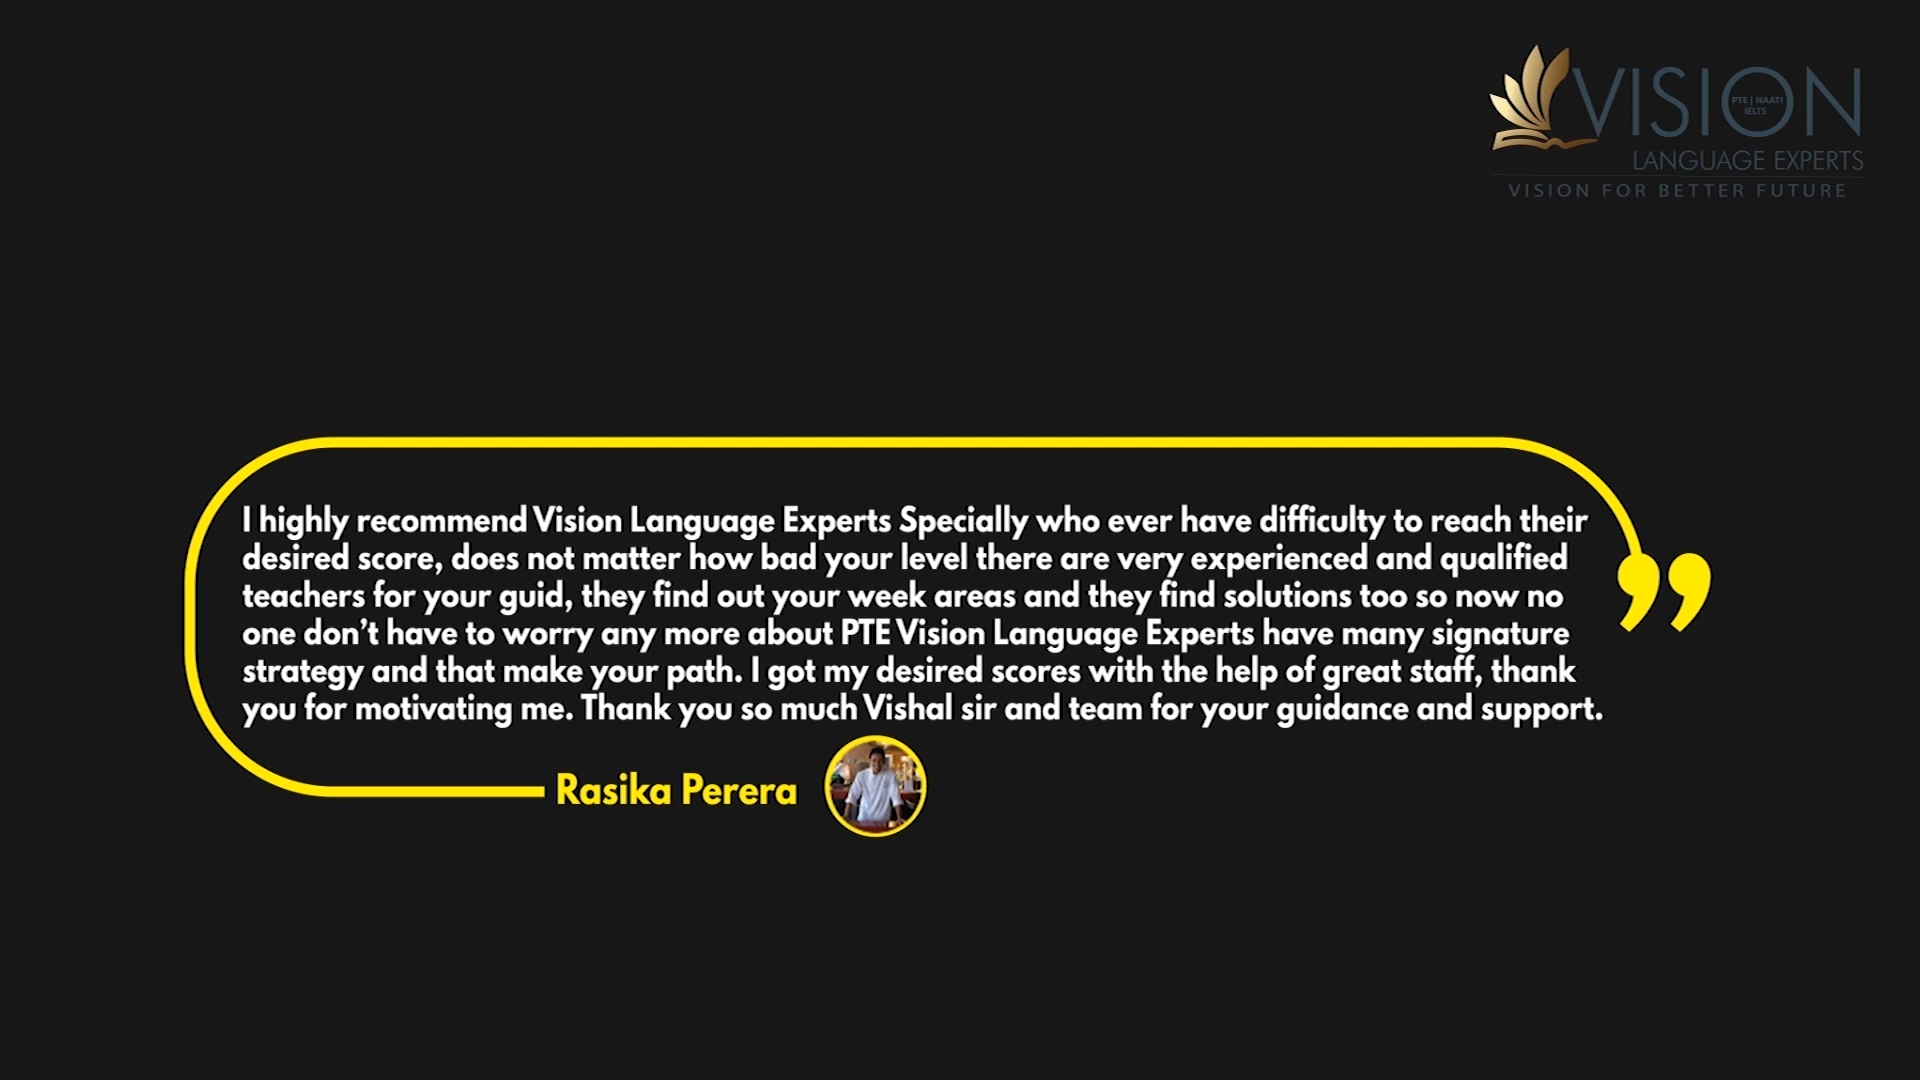 VISION
PTE | NAATI
IELTS
LANGUAGE EXPERTS
VISION FOR BETTER FUTURE
I highly recommend Vision Language Experts Specially who ever have difficulty to reach their
desired score, does not matter how bad your level there are very experienced and qualified
teachers for your guid, they find out your week areas and they find solutions too so now no
one don’t have to worry any more about PTE Vision Language Experts have many signature
strategy and that make your path. I got my desired scores with the help of great staff, thank
you for motivating me. Thank you so much Vishal sir and team for your guidance and support.
Rasika Perera